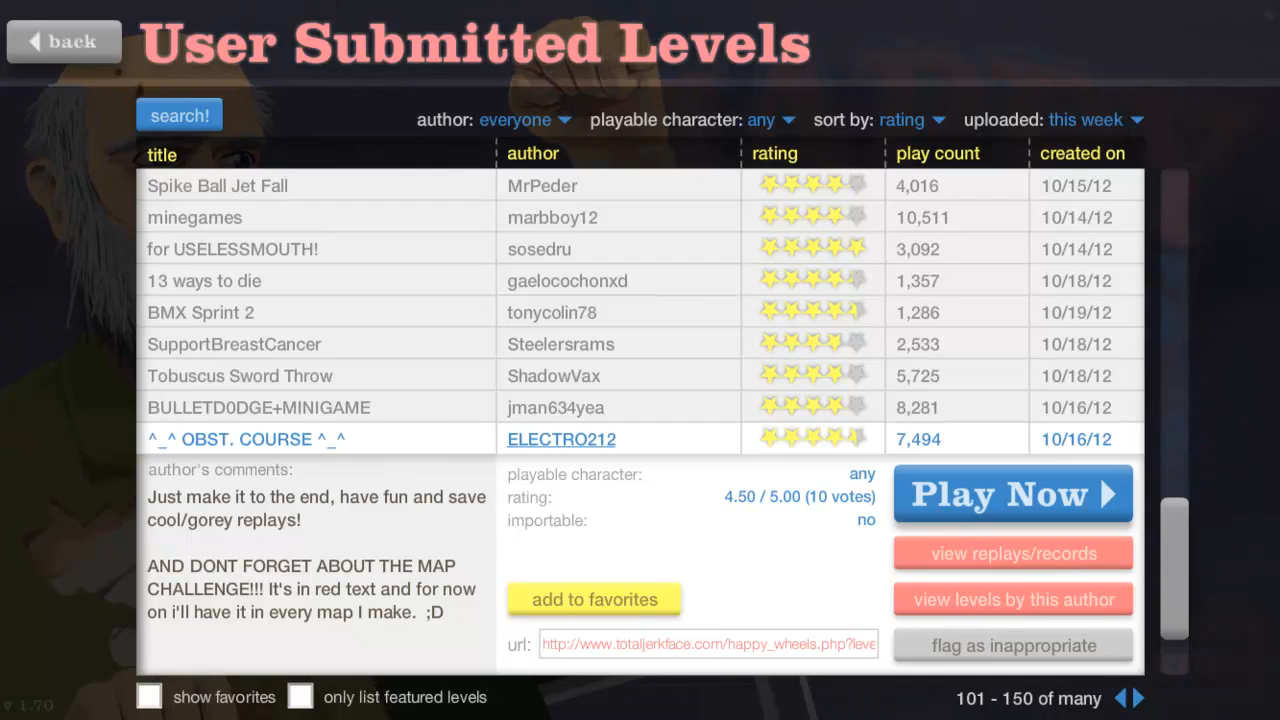 back
User Submitted Levels
search!
author: everyone playable character: any sort by: rating uploaded: this week
title author rating play count created on
Spike Ball Jet Fall MrPeder 4,016 10/15/12
minegames marbboy12 10,511 10/14/12
for USELESSMOUTH! sosedru 3,092 10/14/12
13 ways to die gaelocochonxd 1,357 10/18/12
BMX Sprint 2 tonycolin78 1,286 10/19/12
SupportBreastCancer Steelersrams 2,533 10/18/12
Tobuscus Sword Throw ShadowVax 5,725 10/18/12
BULLETD0DGE+MINIGAME jman634yea 8,281 10/16/12
^_^ OBST. COURSE ^_^ ELECTRO212 7,494 10/16/12
author's comments:
Just make it to the end, have fun and save
cool/gorey replays!
AND DONT FORGET ABOUT THE MAP
CHALLENGE!!! It's in red text and for now
on i'll have it in every map I make. ;D
playable character: any
rating: 4.50 / 5.00 (10 votes)
importable: no
add to favorites
url: http://www.totaljerkface.com/happy_wheels.php?leve
Play Now
view replays/records
view levels by this author
flag as inappropriate
show favorites only list featured levels
101 - 150 of many
v 1.70